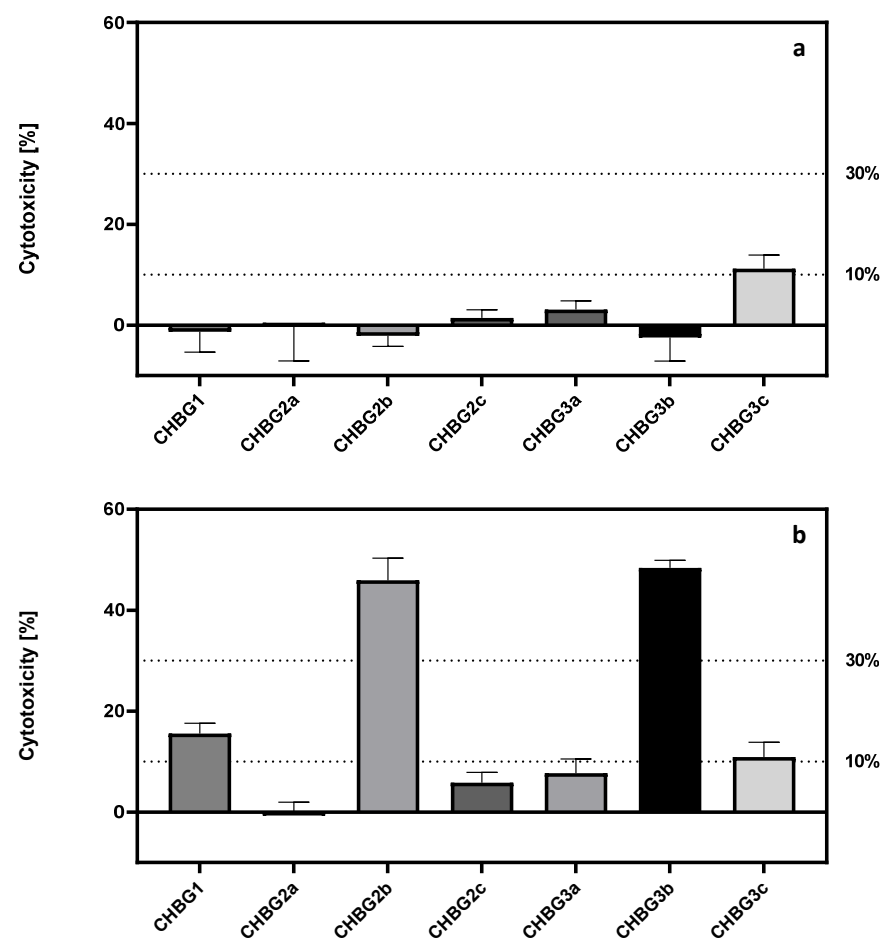 60
a
40
Cytotoxicity [%]
30%
20
10%
0
CHBG1
CHBG2a
CHBG2b
CHBG2c
CHBG3a
CHBG3b
CHBG3c
60
b
40
Cytotoxicity [%]
30%
20
10%
0
CHBG1
CHBG2a
CHBG2b
CHBG2c
CHBG3a
CHBG3b
CHBG3c